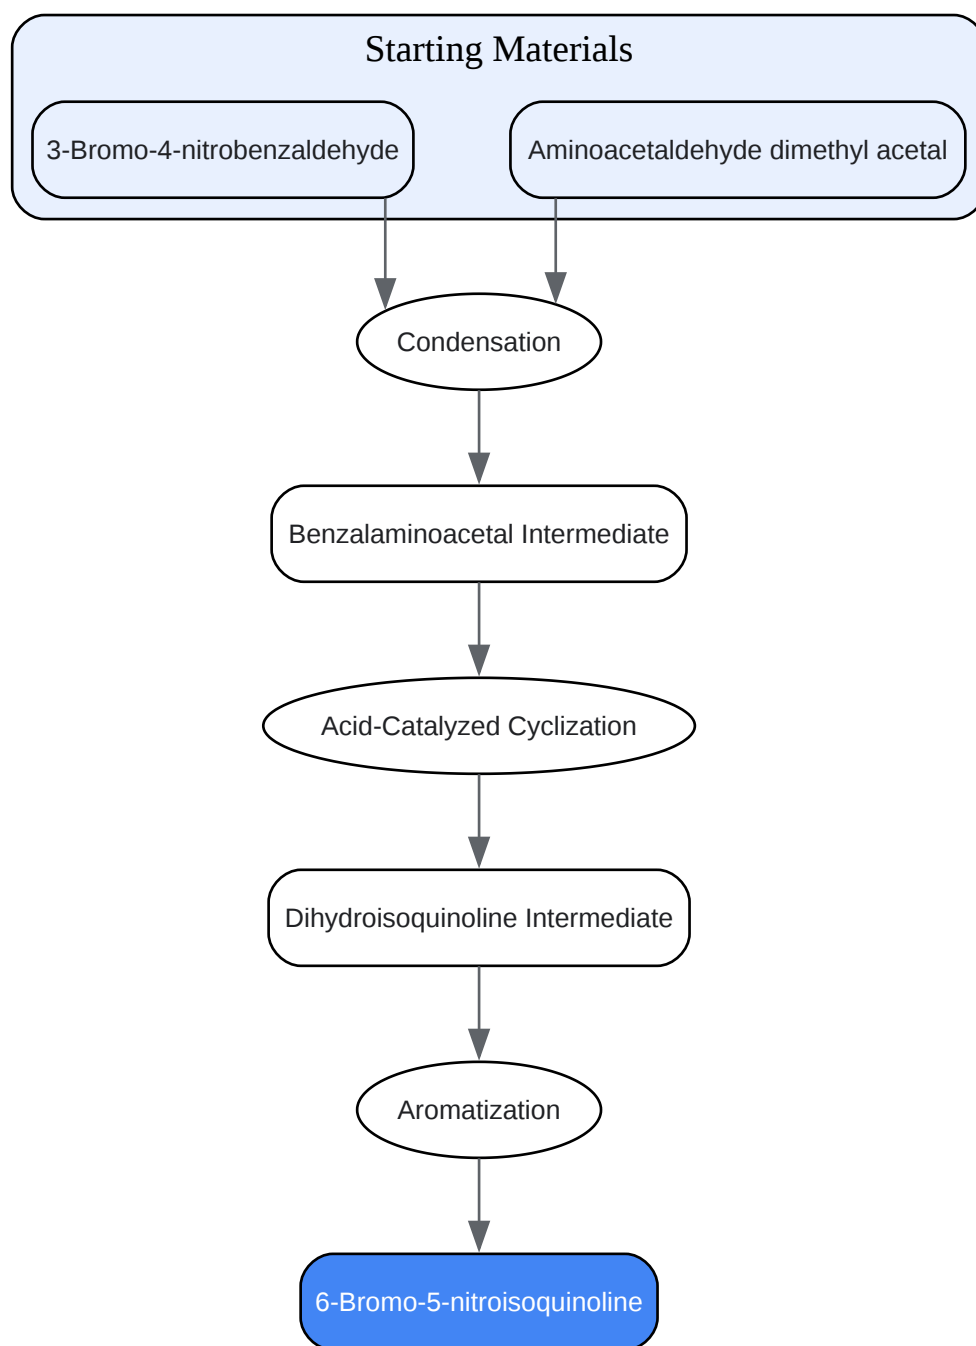 Starting Materials
3-Bromo-4-nitrobenzaldehyde
Aminoacetaldehyde dimethyl acetal
Condensation
Benzalaminoacetal Intermediate
Acid-Catalyzed Cyclization
Dihydroisoquinoline Intermediate
Aromatization
6-Bromo-5-nitroisoquinoline